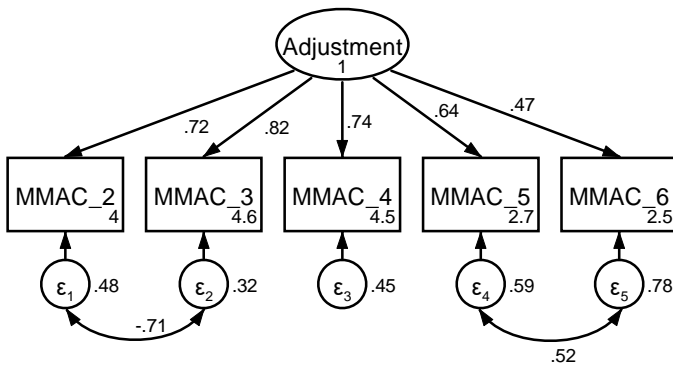 Adjustment
1
.72
.82
.74
.64
.47
MMAC_2
4
MMAC_3
4.6
MMAC_4
4.5
MMAC_5
2.7
MMAC_6
2.5
ε1 .48
ε2 .32
ε3 .45
ε4 .59
ε5 .78
-.71
.52